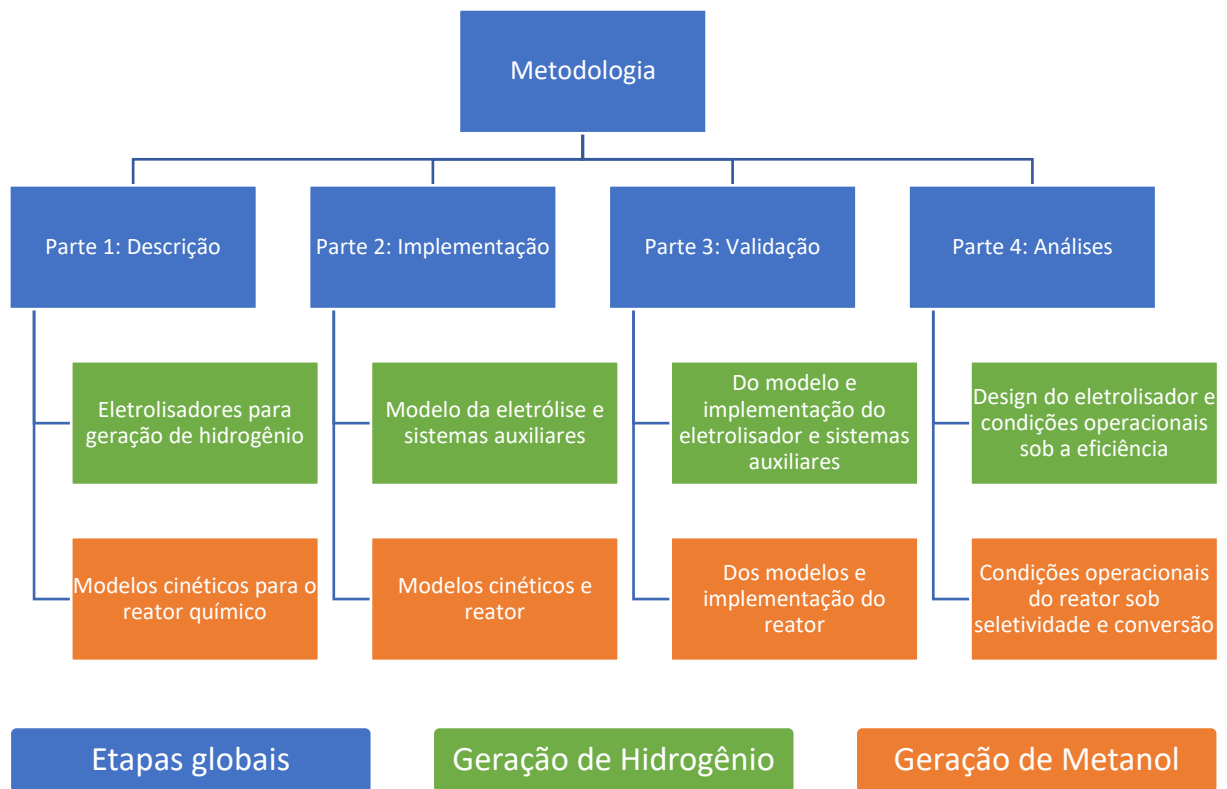 Metodologia
Parte 1: Descrição
Parte 2: Implementação
Parte 3: Validação
Parte 4: Análises
Eletrolisadores para
geração de hidrogênio
Modelo da eletrólise e
sistemas auxiliares
Do modelo e
implementação do
eletrolisador e sistemas
auxiliares
Design do eletrolisador e
condições operacionais
sob a eficiência
Modelos cinéticos para o
reator químico
Modelos cinéticos e
reator
Dos modelos e
implementação do
reator
Condições operacionais
do reator sob
seletividade e conversão
Etapas globais
Geração de Hidrogênio
Geração de Metanol